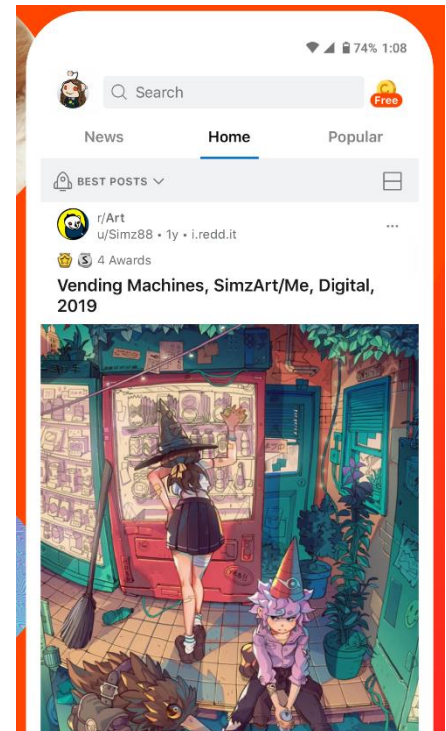 74% 1:08
Search
Free
News Home Popular
BEST POSTS
r/Art
u/Simz88 • 1y • i.redd.it
S 4 Awards
Vending Machines, SimzArt/Me, Digital,
2019